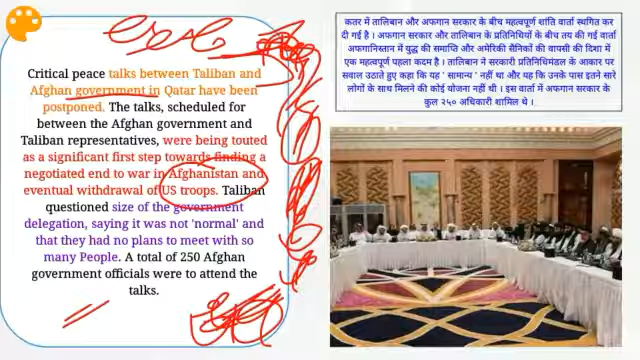 Critical peace talks between Taliban and
Afghan government in Qatar have been
postponed. The talks, scheduled for
between the Afghan government and
Taliban representatives, were being touted
as a significant first step towards finding a
negotiated end to war in Afghanistan and
eventual withdrawal of US troops. Taliban
questioned size of the government
delegation, saying it was not 'normal' and
that they had no plans to meet with so
many People. A total of 250 Afghan
government officials were to attend the
talks.
कतर में तालिबान और अफगान सरकार के बीच महत्वपूर्ण शांति वार्ता स्थगित कर
दी गई है । अफगान सरकार और तालिबान के प्रतिनिधियों के बीच तय की गई वार्ता
अफगानिस्तान में युद्ध की समाप्ति और अमेरिकी सैनिकों की वापसी की दिशा में
एक महत्वपूर्ण पहला कदम है । तालिबान ने सरकारी प्रतिनिधिमंडल के आकार पर
सवाल उठाते हुए कहा कि यह ' सामान्य ' नहीं था और यह कि उनके पास इतने सारे
लोगों के साथ मिलने की कोई योजना नहीं थी । इस वार्ता में अफगान सरकार के
कुल २५० अधिकारी शामिल थे ।